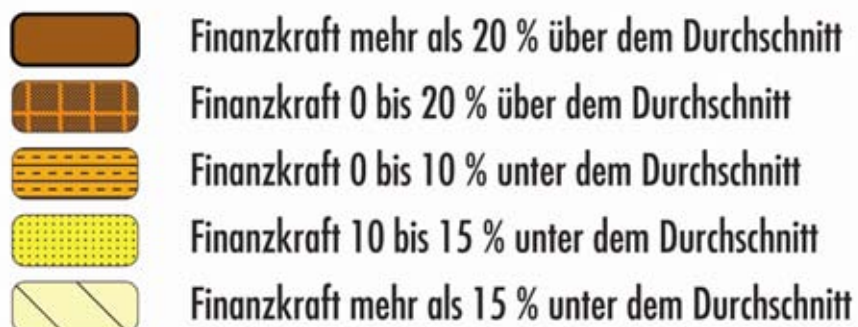 Finanzkraft mehr als 20 % über dem Durchschnitt
Finanzkraft 0 bis 20 % über dem Durchschnitt
Finanzkraft 0 bis 10 % unter dem Durchschnitt
Finanzkraft 10 bis 15 % unter dem Durchschnitt
Finanzkraft mehr als 15 % unter dem Durchschnitt